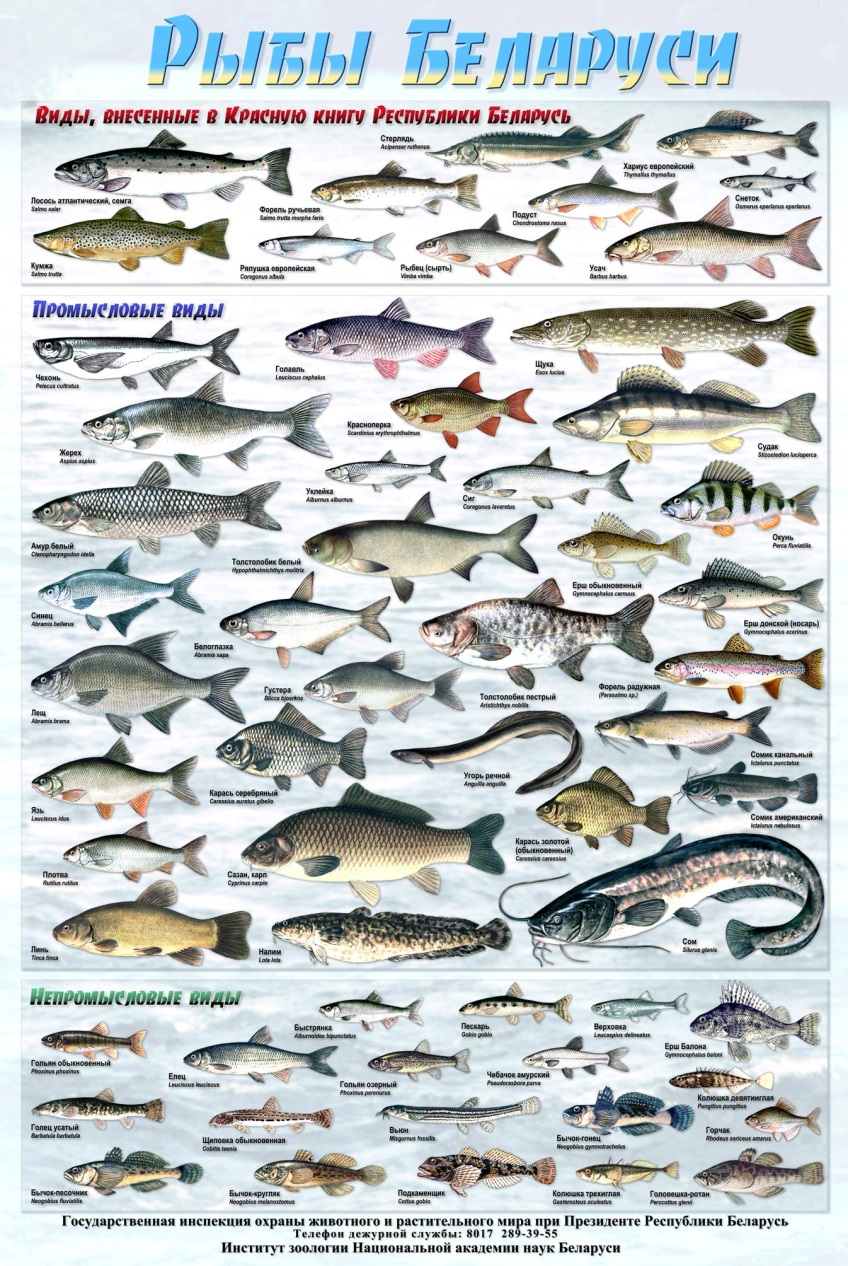 Рыбы Беларуси
Виды, внесенные в Красную книгу Республики Беларусь
Лосось атлантический, семга
Salmo salar
Стерлядь
Acipenser ruthenus
Хариус европейский
Thymallus thymallus
Форель ручьевая
Salmo trutta morpha fario
Подуст
Chondrostoma nasus
Снеток
Osmerus eperlanus eperlanus
Кумжа
Salmo trutta
Ряпушка европейская
Coregonus albula
Рыбец (сырть)
Vimba vimba
Усач
Barbus barbus
Промысловые виды
Чехонь
Pelecus cultratus
Голавль
Leuciscus cephalus
Щука
Esox lucius
Жерех
Aspius aspius
Красноперка
Scardinius erythrophthalmus
Судак
Stizostedion lucioperca
Уклейка
Alburnus alburnus
Сиг
Coregonus lavaretus
Окунь
Perca fluviatilis
Амур белый
Ctenopharyngodon idella
Толстолобик белый
Hypophthalmichthys molitrix
Ерш обыкновенный
Gymnocephalus cernuus
Синец
Abramis ballerus
Белоглазка
Abramis sapa
Ерш донской (носарь)
Gymnocephalus acerinus
Лещ
Abramis brama
Густера
Blicca bjoerkna
Толстолобик пестрый
Aristichthys nobilis
Форель радужная
(Parasalmo sp.)
Сомик канальный
Ictalurus punctatus
Язь
Leuciscus idus
Карась серебряный
Carassius auratus gibelio
Угорь речной
Anguilla anguilla
Сомик американский
Ictalurus nebulosus
Плотва
Rutilus rutilus
Сазан, карп
Cyprinus carpio
Карась золотой
(обыкновенный)
Carassius carassius
Линь
Tinca tinca
Налим
Lota lota
Сом
Silurus glanis
Непромысловые виды
Быстрянка
Alburnoides bipunctatus
Пескарь
Gobio gobio
Верховка
Leucaspius delineatus
Ерш Балона
Gymnocephalus baloni
Гольян обыкновенный
Phoxinus phoxinus
Елец
Leuciscus leuciscus
Гольян озерный
Phoxinus perenurus
Чебачок амурский
Pseudorasbora parva
Колюшка девятииглая
Pungitius pungitius
Голец усатый
Barbatula barbatula
Щиповка обыкновенная
Cobitis taenia
Вьюн
Misgurnus fossilis
Бычок-гонец
Neogobius gymnotrachelus
Горчак
Rhodeus sericeus amarus
Бычок-песочник
Neogobius fluviatilis
Бычок-кругляк
Neogobius melanostomus
Подкаменщик
Cottus gobio
Колюшка трехиглая
Gasterosteus aculeatus
Головешка-ротан
Perccottus glenii
Государственная инспекция охраны животного и растительного мира при Президенте Республики Беларусь
Телефон дежурной службы: 8017 289-39-55
Институт зоологии Национальной академии наук Беларуси